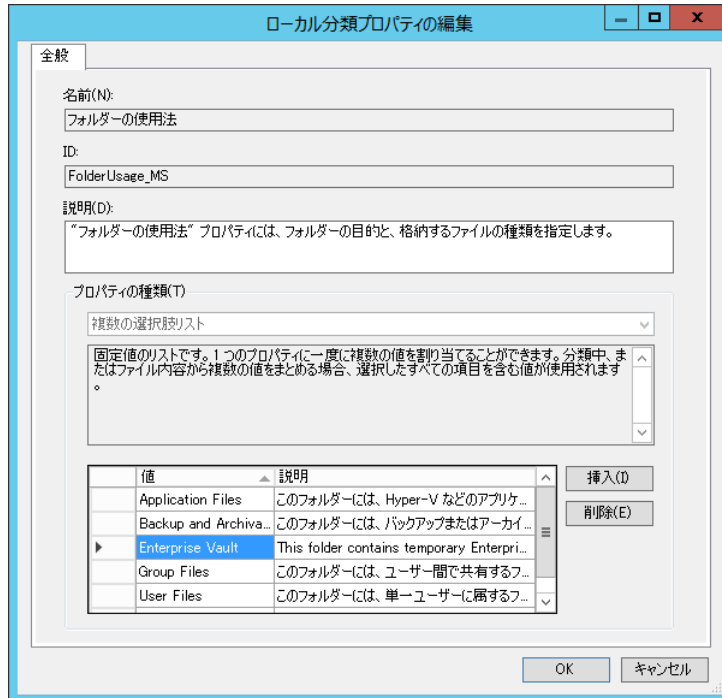 ローカル分類プロパティの編集
全般
名前(N):
フォルダーの使用法
ID:
FolderUsage_MS
説明(D):
"フォルダーの使用法" プロパティには、フォルダーの目的と、格納するファイルの種類を指定します。
プロパティの種類(T)
複数の選択肢リスト
固定値のリストです。1 つのプロパティに一度に複数の値を割り当てることができます。分類中、ま
たはファイル内容から複数の値をまとめる場合、選択したすべての項目を含む値が使用されます
。
値 説明
Application Files このフォルダーには、Hyper-V などのアプリケ...
Backup and Archiva... このフォルダーには、バックアップまたはアーカイ...
Enterprise Vault This folder contains temporary Enterpri...
Group Files このフォルダーには、ユーザー間で共有するフ...
User Files このフォルダーには、単一ユーザーに属するフ...
挿入(I)
削除(E)
OK キャンセル